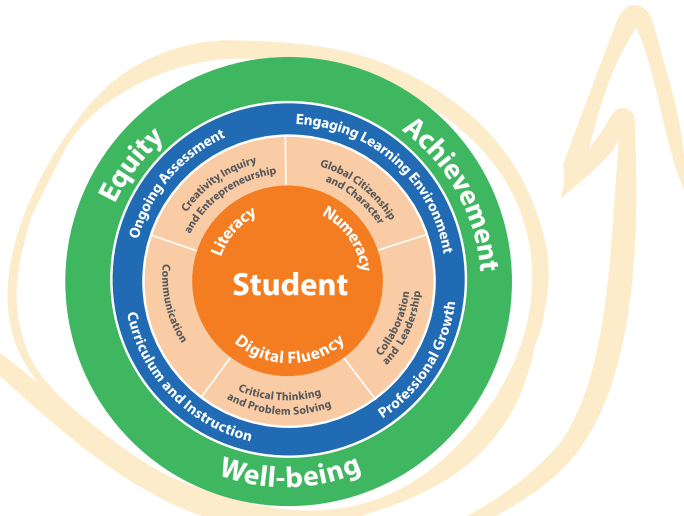 Equity
Achievement
Well-being
Ongoing Assessment
Engaging Learning Environment
Professional Growth
Curriculum and Instruction
Creativity Inquiry
and Entrepreneurship
Global Citizenship
and Character
Collaboration
and Leadership
Critical Thinking
and Problem Solving
Communication
Literacy
Numeracy
Digital Fluency
Student